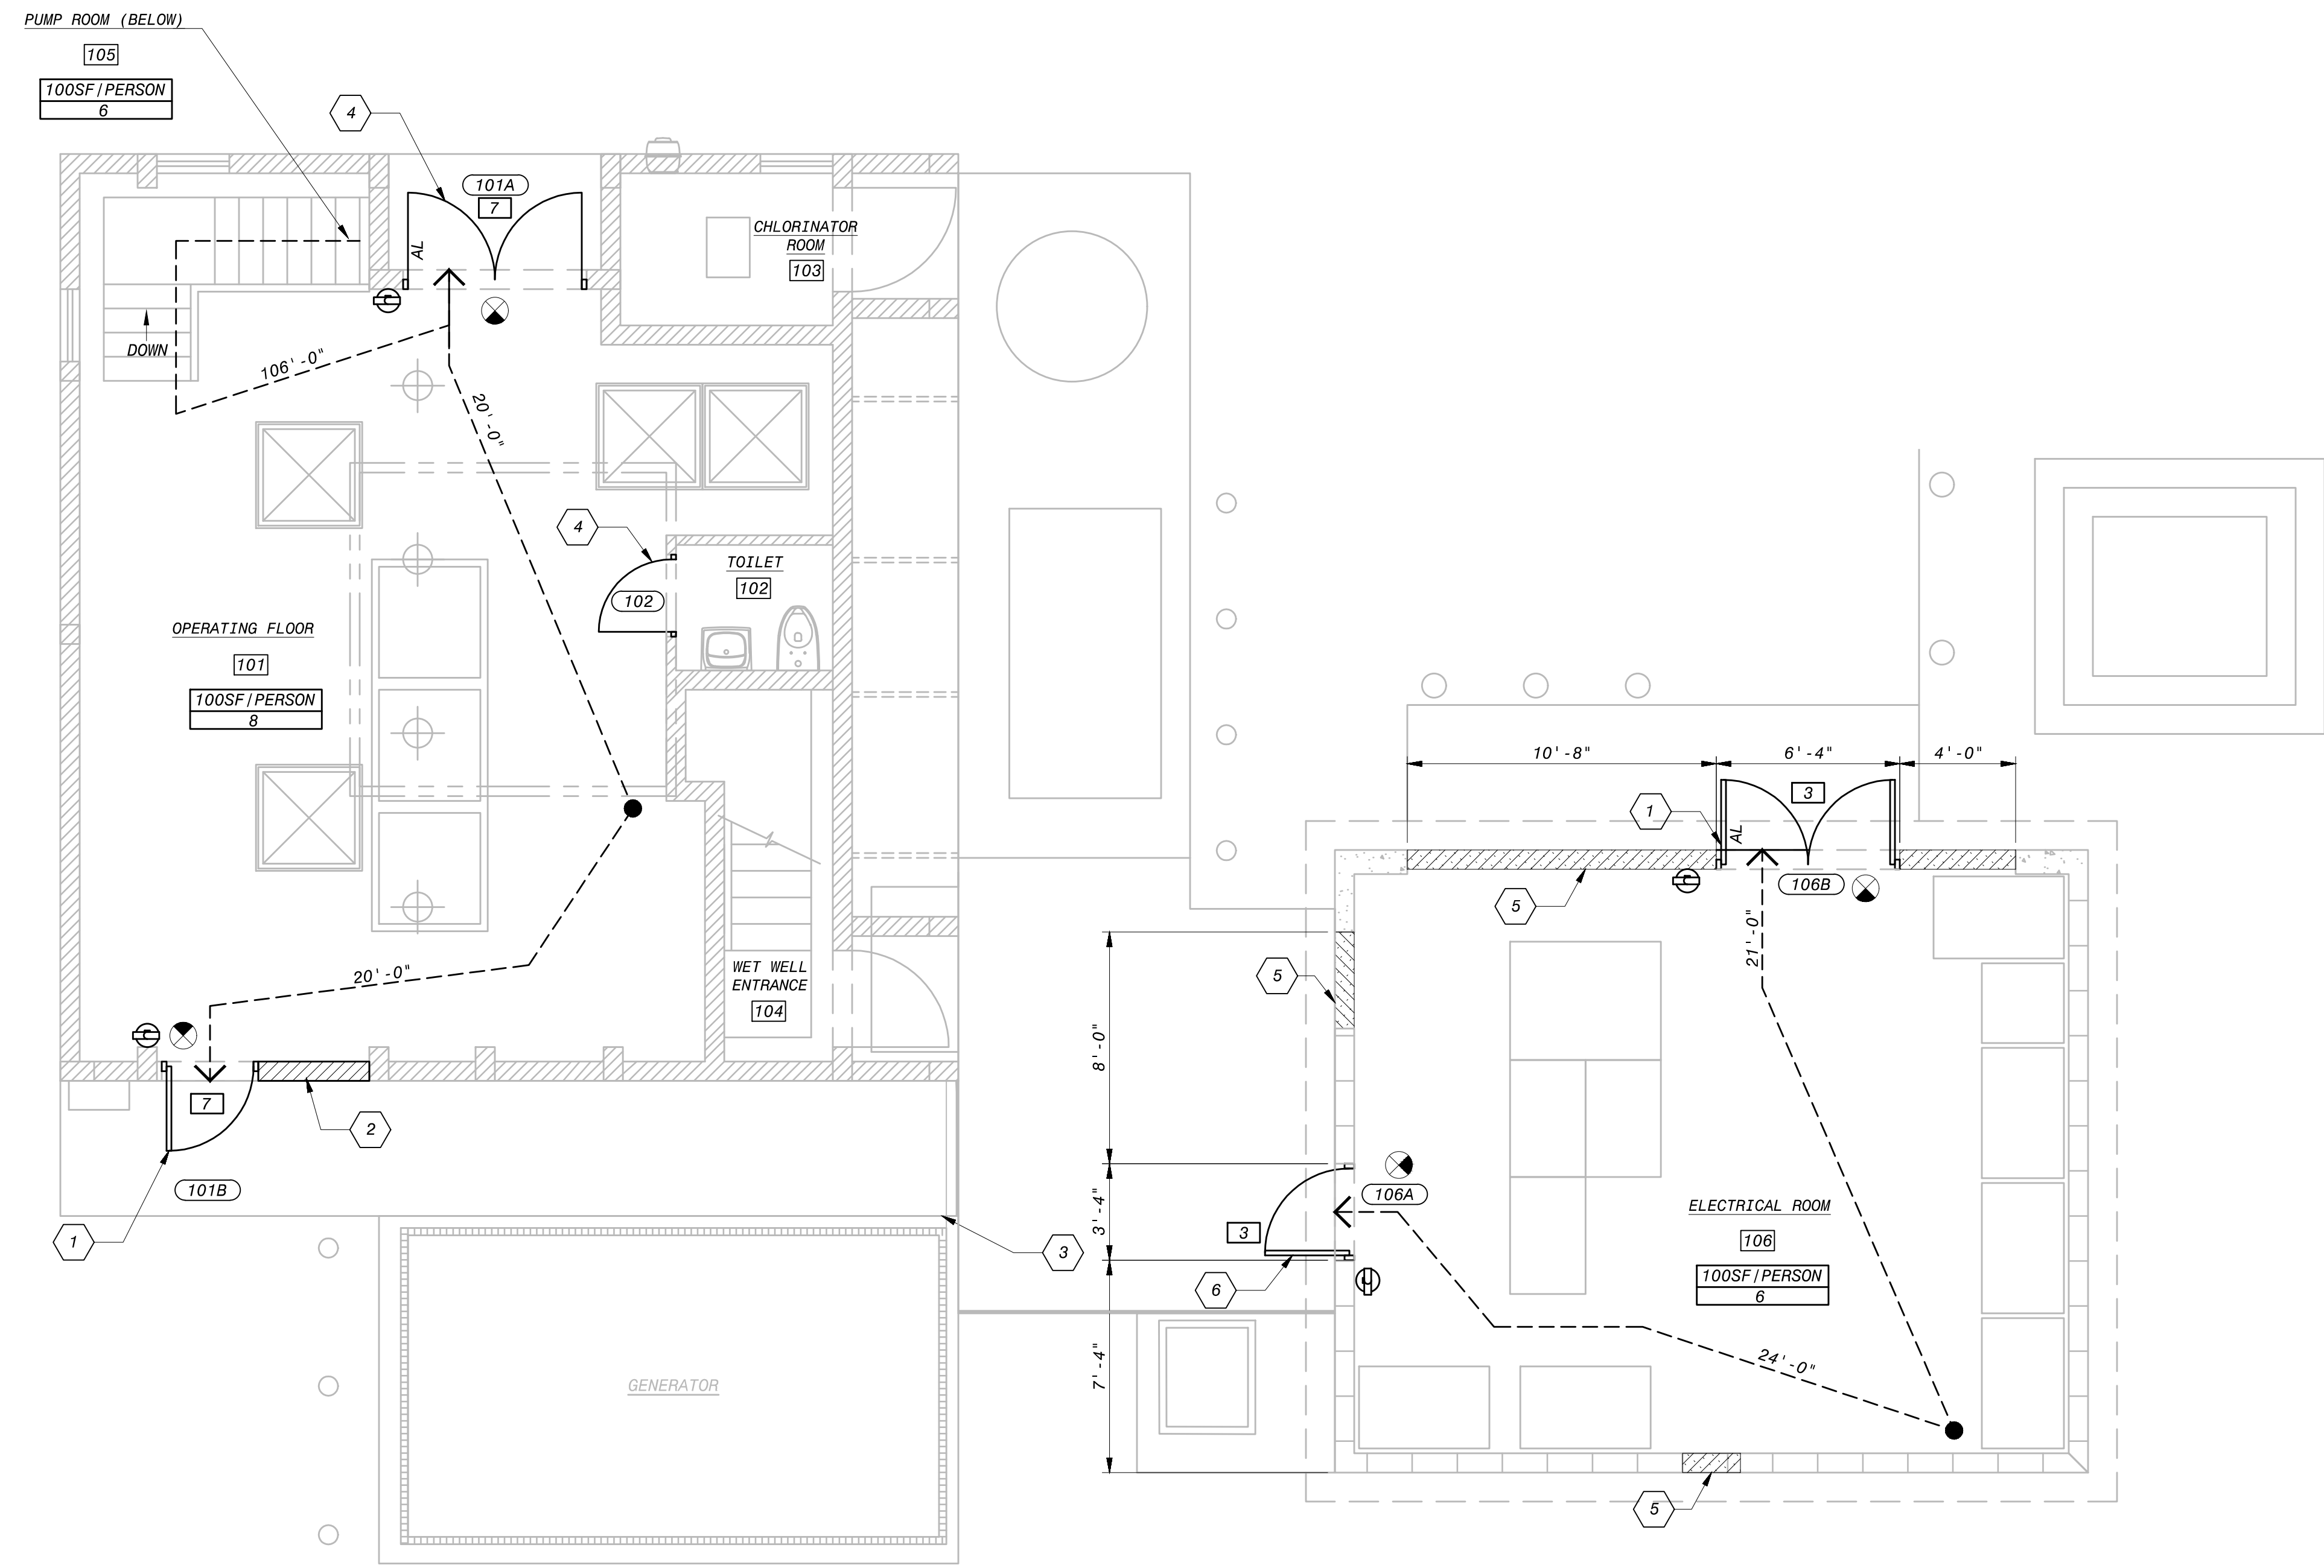 PUMP ROOM (BELOW)
105
100SF/PERSON
6
4
101A
7
AL
CHLORINATOR
ROOM
103
DOWN
106'-0"
20'-0"
4
TOILET
102
102
OPERATING FLOOR
101
100SF/PERSON
8
20'-0"
WET WELL
ENTRANCE
104
7
2
101B
1
3
GENERATOR
10'-8"
6'-4"
4'-0"
3
1
AL
106B
5
21'-0"
5
8'-0"
106A
3'-4"
3
6
ELECTRICAL ROOM
106
100SF/PERSON
6
7'-4"
24'-0"
5